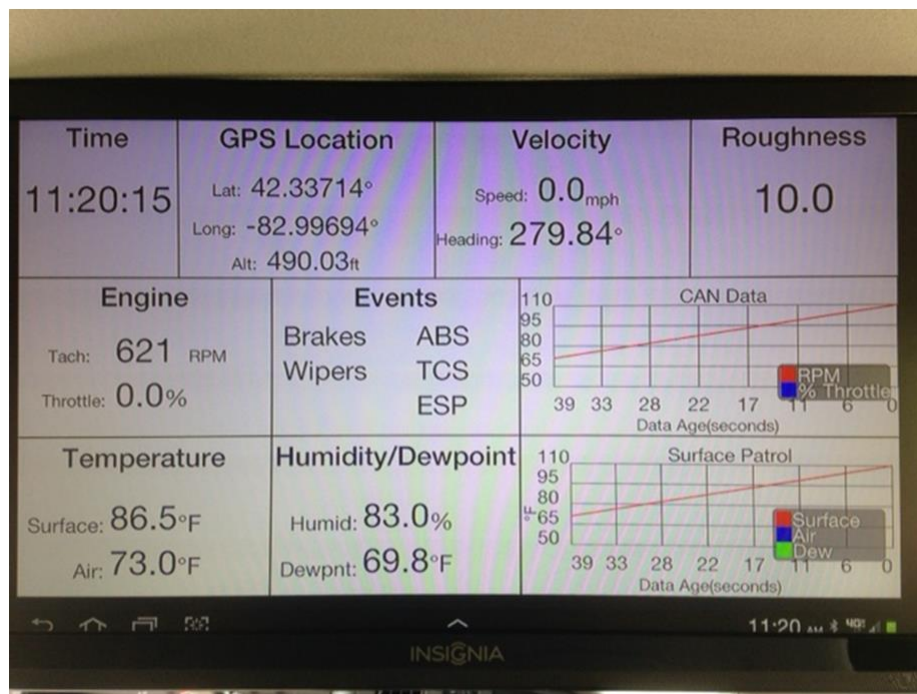 Time
11:20:15
GPS Location
Lat: 42.33714°
Long: -82.99694°
Alt: 490.03ft
Velocity
Speed: 0.0mph
Heading: 279.84°
Roughness
10.0
Engine
Tach: 621 RPM
Throttle: 0.0%
Events
Brakes ABS
Wipers TCS
ESP
CAN Data
110
95
80
65
50
RPM
% Throttle
39 33 28 22 17 11 6 0
Data Age(seconds)
Temperature
Surface: 86.5°F
Air: 73.0°F
Humidity/Dewpoint
Humid: 83.0%
Dewpnt: 69.8°F
Surface Patrol
110
95
80
65
50
°F
Surface
Air
Dew
39 33 28 22 17 11 6 0
Data Age(seconds)
11:20 AM 4G
INSIGNIA